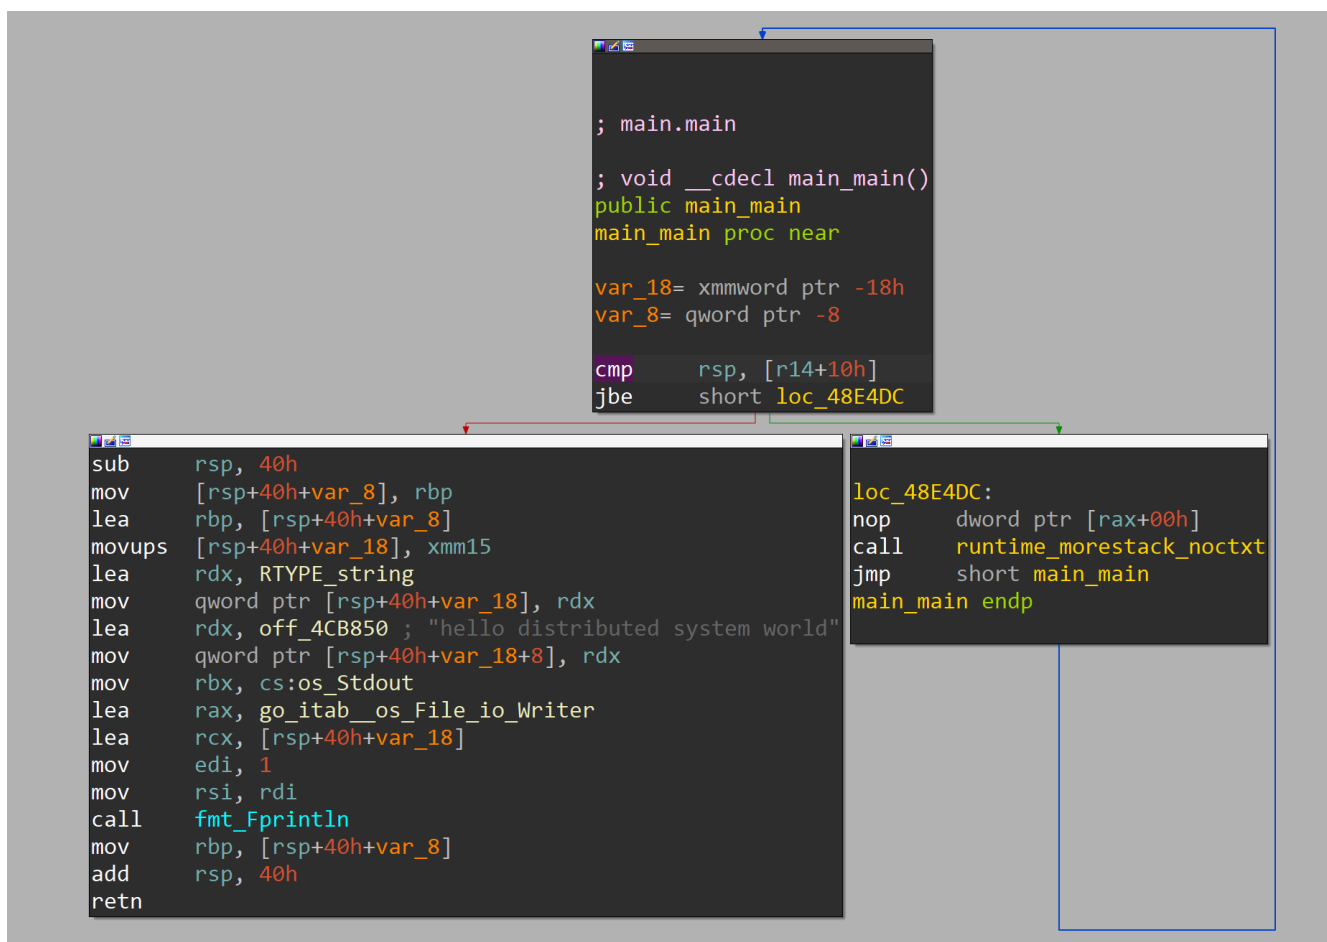 ; main.main
; void __cdecl main_main()
public main_main
main_main proc near
var_18= xmmword ptr -18h
var_8= qword ptr -8
cmp     rsp, [r14+10h]
jbe     short loc_48E4DC
sub     rsp, 40h
mov     [rsp+40h+var_8], rbp
lea     rbp, [rsp+40h+var_8]
movups  [rsp+40h+var_18], xmm15
lea     rdx, RTYPE_string
mov     qword ptr [rsp+40h+var_18], rdx
lea     rdx, off_4CB850 ; "hello distributed system world"
mov     qword ptr [rsp+40h+var_18+8], rdx
mov     rbx, cs:os_Stdout
lea     rax, go_itab__os_File_io_Writer
lea     rcx, [rsp+40h+var_18]
mov     edi, 1
mov     rsi, rdi
call    fmt_Fprintln
mov     rbp, [rsp+40h+var_8]
add     rsp, 40h
retn
loc_48E4DC:
nop     dword ptr [rax+00h]
call    runtime_morestack_noctxt
jmp     short main_main
main_main endp